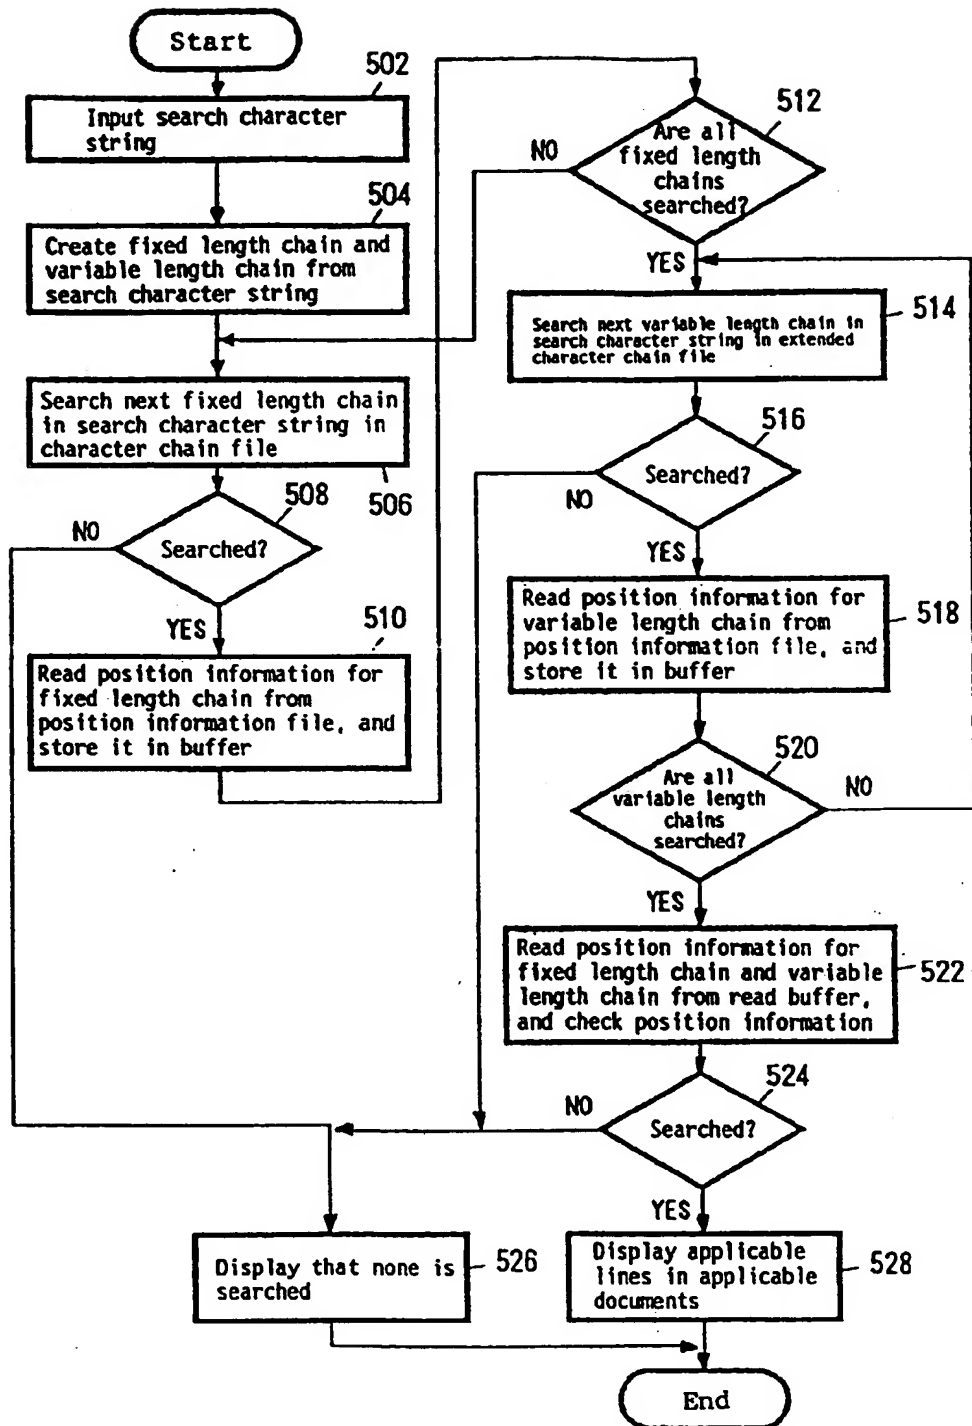 Start
502
Input search character
string
504
Create fixed length chain and
variable length chain from
search character string
Search next fixed length chain
in search character string in
character chain file
506
508
NO
Searched?
YES
510
Read position information for
fixed length chain from
position information file, and
store it in buffer
512
NO
Are all
fixed length
chains
searched?
YES
514
Search next variable length chain in
search character string in extended
character chain file
516
Searched?
NO
YES
Read position information for
variable length chain from
position information file, and
store it in buffer
518
520
Are all
variable length
chains
searched?
NO
YES
Read position information for
fixed length chain and variable
length chain from read buffer,
and check position information
522
524
NO
Searched?
YES
Display that none is
searched
526
Display applicable
lines in applicable
documents
528
End